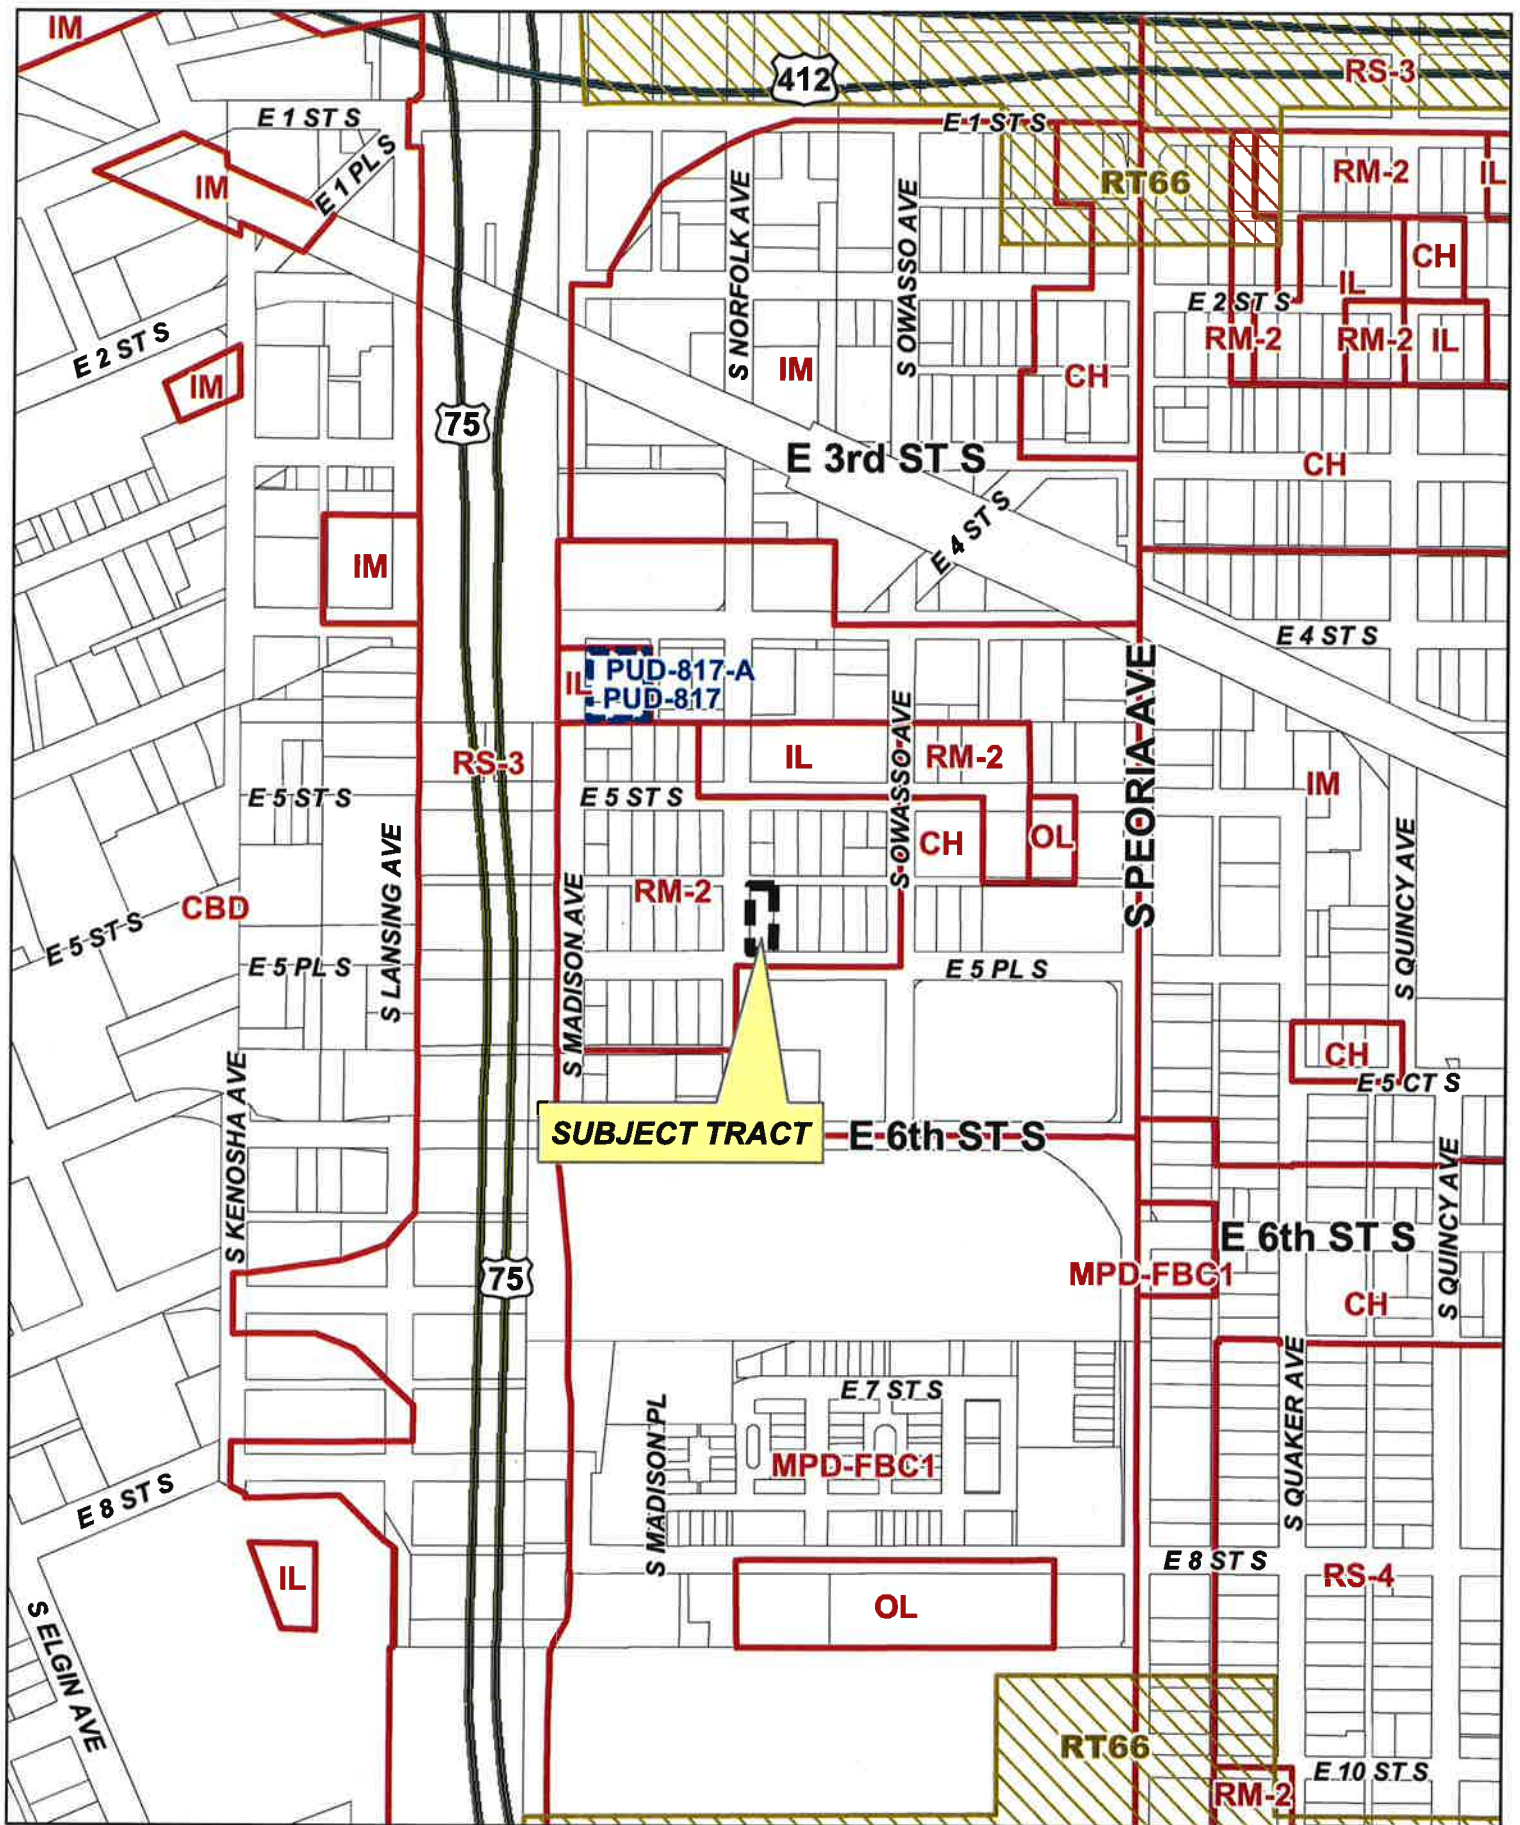 IM
412
RS-3
E 1 ST S
E 1 ST S
E 1 PL S
IM
RT66
RM-2
IL
S NORFOLK AVE
S OWASSO AVE
CH
IL
E 2 ST S
E 2 ST S
RM-2
RM-2
IL
IM
IM
CH
75
E 3rd ST S
CH
E 4 ST S
IM
E 4 ST S
IL
PUD-817-A
PUD-817
S OWASSO AVE
S PEORIA AVE
RS-3
IL
RM-2
IM
E 5 ST S
E 5 ST S
CH
OL
S LANSING AVE
S QUINCY AVE
RM-2
CBD
S MADISON AVE
E 5 ST S
E 5 PL S
E 5 PL S
CH
E 5 CT S
S KENOSHA AVE
SUBJECT TRACT
E 6th ST S
S QUINCY AVE
E 6th ST S
75
MPD-FBC1
CH
E 7 ST S
S QUAKER AVE
S MADISON PL
MPD-FBC1
E 8 ST S
E 8 ST S
IL
RS-4
OL
S ELGIN AVE
RT66
E 10 ST S
RM-2